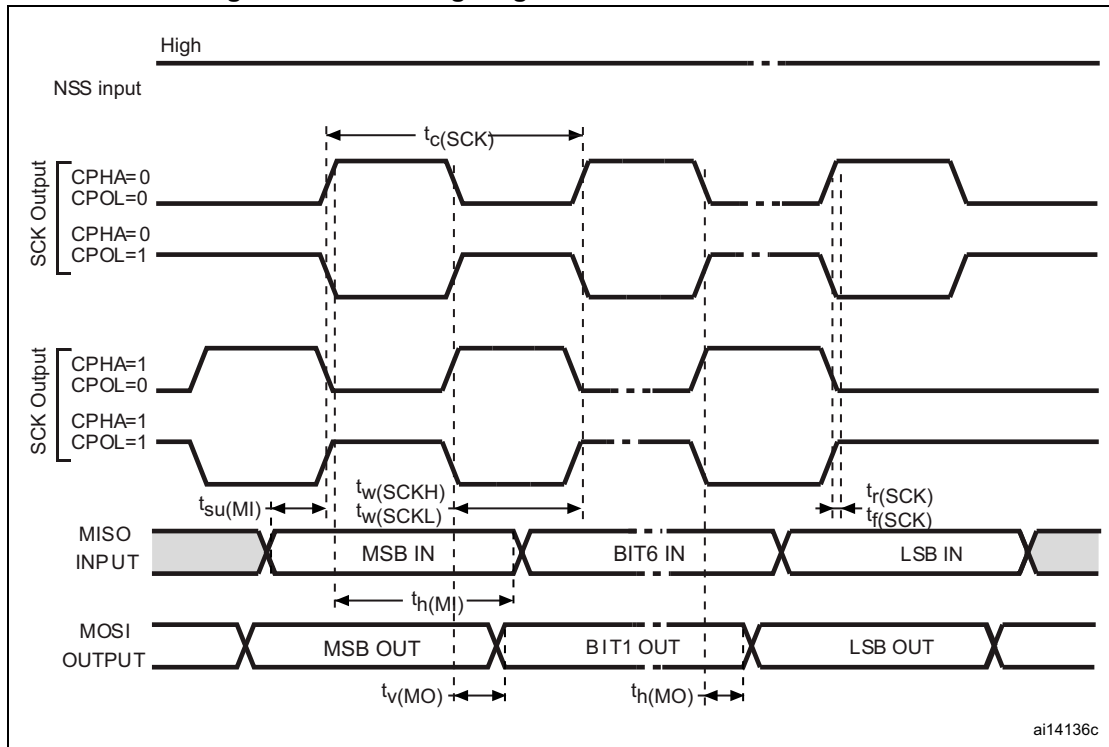 High
NSS input
tc(SCK)
SCK Output
CPHA=0
CPOL=0
CPHA=0
CPOL=1
SCK Output
CPHA=1
CPOL=0
CPHA=1
CPOL=1
tsu(MI)
tw(SCKH)
tw(SCKL)
tr(SCK)
tf(SCK)
MISO
INPUT
MSB IN
BIT6 IN
LSB IN
th(MI)
MOSI
OUTPUT
MSB OUT
BIT1 OUT
LSB OUT
tv(MO)
th(MO)
ai14136c